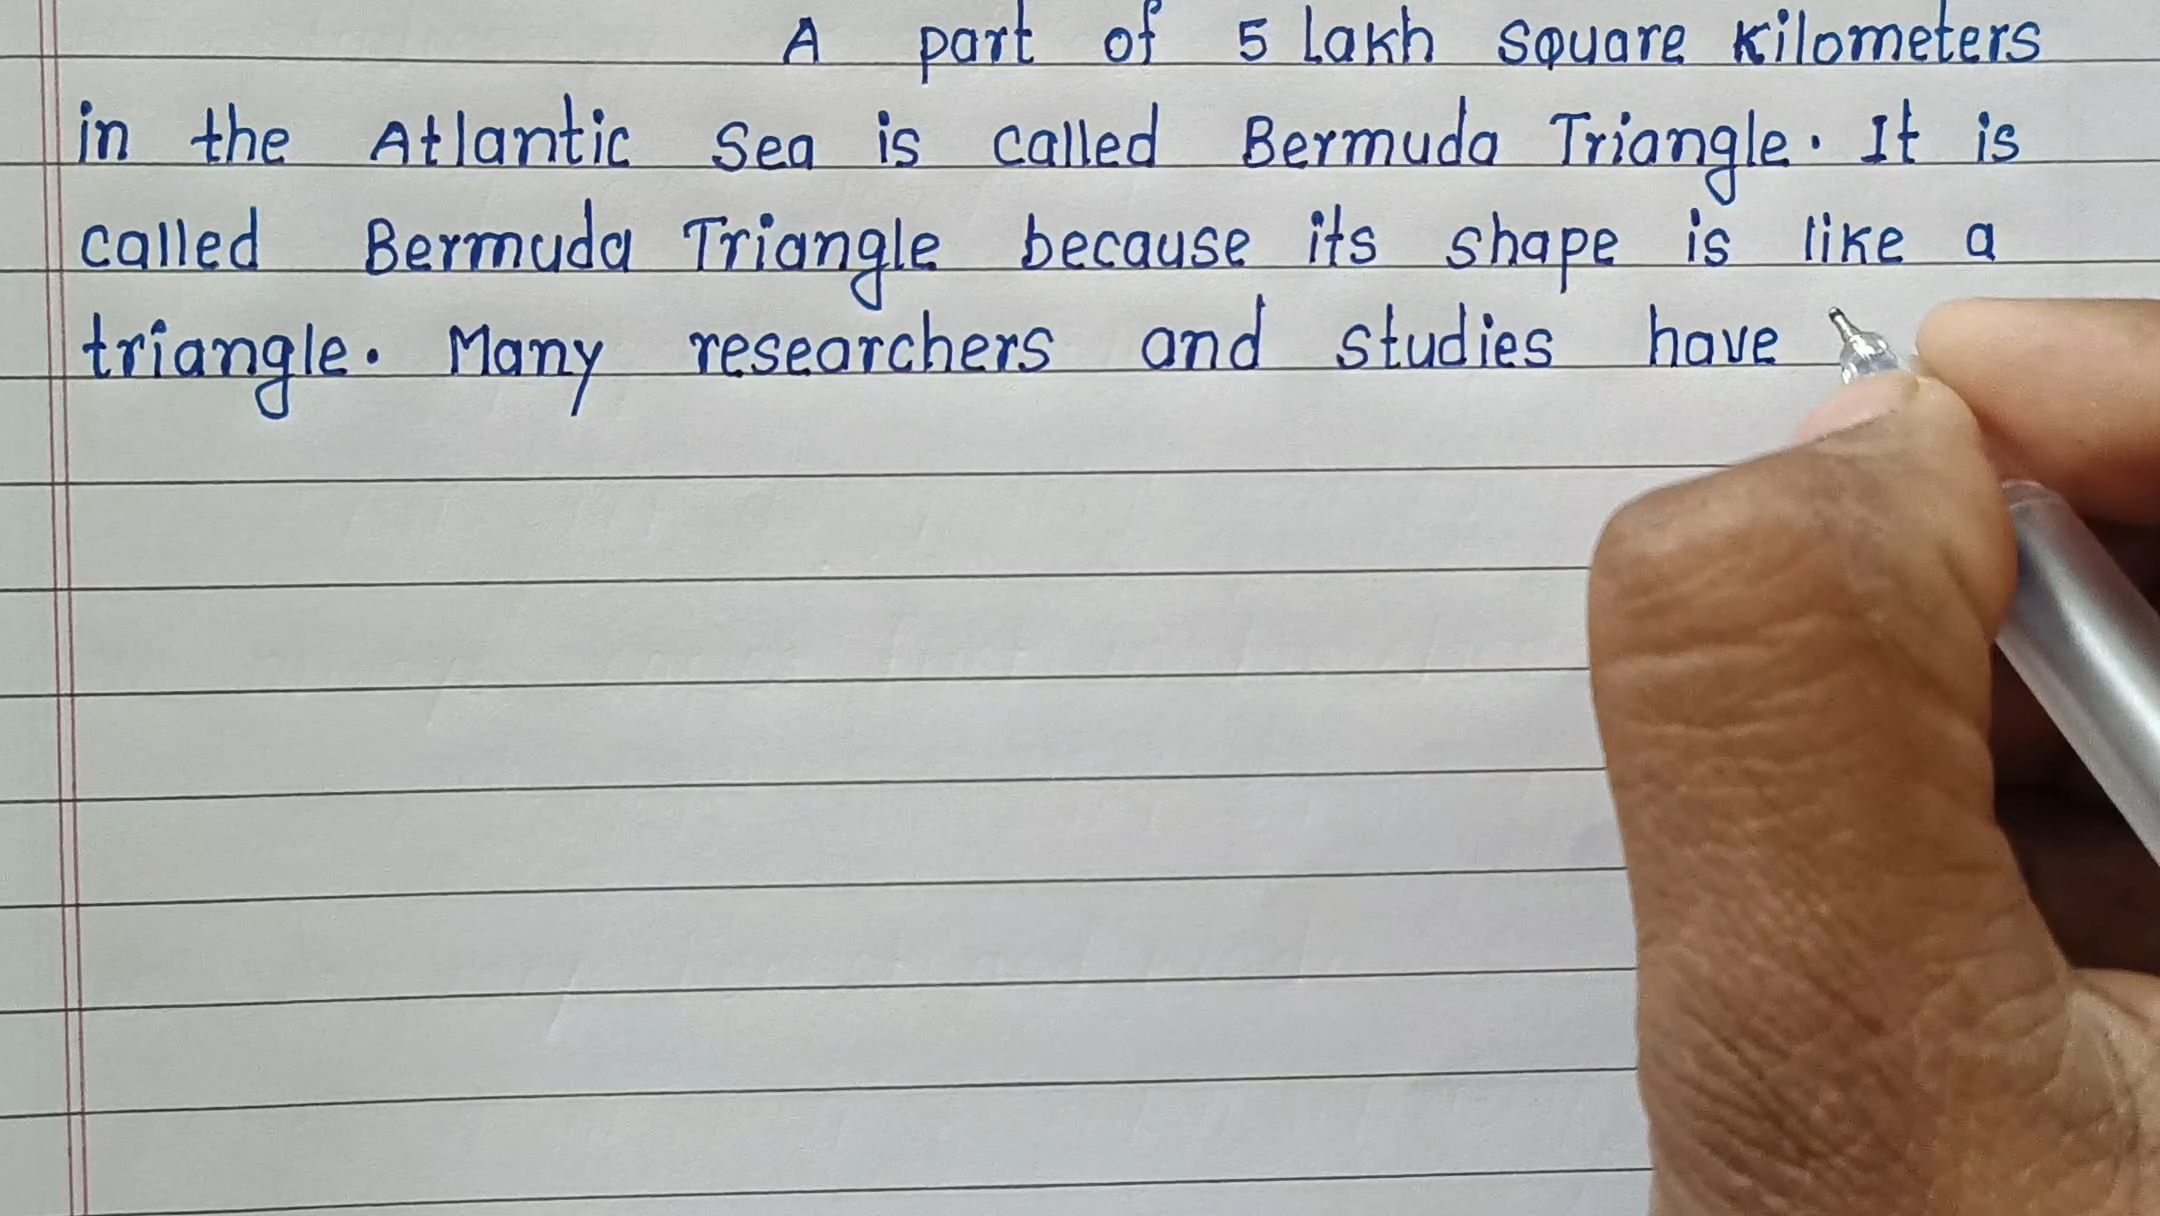 A part of 5 lakh square kilometers
in the Atlantic Sea is called Bermuda Triangle. It is
called Bermuda Triangle because its shape is like a
triangle. Many researchers and studies have